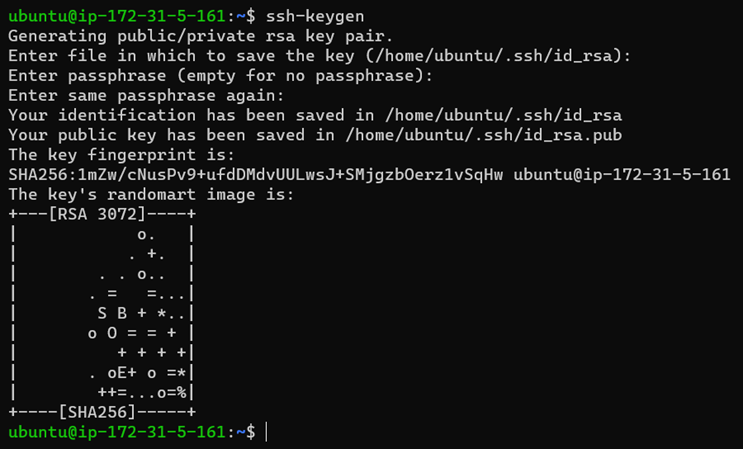 ubuntu@ip-172-31-5-161:~$ ssh-keygen
Generating public/private rsa key pair.
Enter file in which to save the key (/home/ubuntu/.ssh/id_rsa):
Enter passphrase (empty for no passphrase):
Enter same passphrase again:
Your identification has been saved in /home/ubuntu/.ssh/id_rsa
Your public key has been saved in /home/ubuntu/.ssh/id_rsa.pub
The key fingerprint is:
SHA256:1mZw/cNusPv9+ufdDMdvUULwsJ+SMjgzbOerz1vSqHw ubuntu@ip-172-31-5-161
The key's randomart image is:
+---[RSA 3072]----+
|            o.   |
|           . +.  |
|        . . o..  |
|       . =   =...|
|        S B + *..|
|       o O = = + |
|          + + + +|
|       . oE+ o =*|
|        ++=...o=%|
+----[SHA256]-----+
ubuntu@ip-172-31-5-161:~$